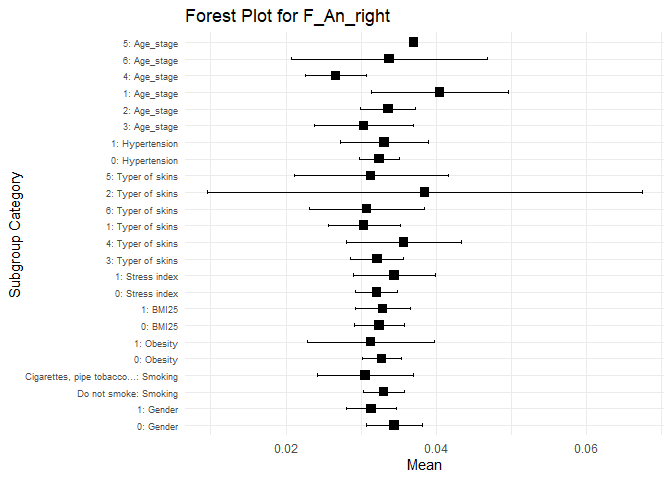 Forest Plot for F_An_right
Subgroup Category
5: Age_stage
6: Age_stage
4: Age_stage
1: Age_stage
2: Age_stage
3: Age_stage
1: Hypertension
0: Hypertension
5: Typer of skins
2: Typer of skins
6: Typer of skins
1: Typer of skins
4: Typer of skins
3: Typer of skins
1: Stress index
0: Stress index
1: BMI25
0: BMI25
1: Obesity
0: Obesity
Cigarettes, pipe tobacco...: Smoking
Do not smoke: Smoking
1: Gender
0: Gender
0.02 0.04 0.06
Mean